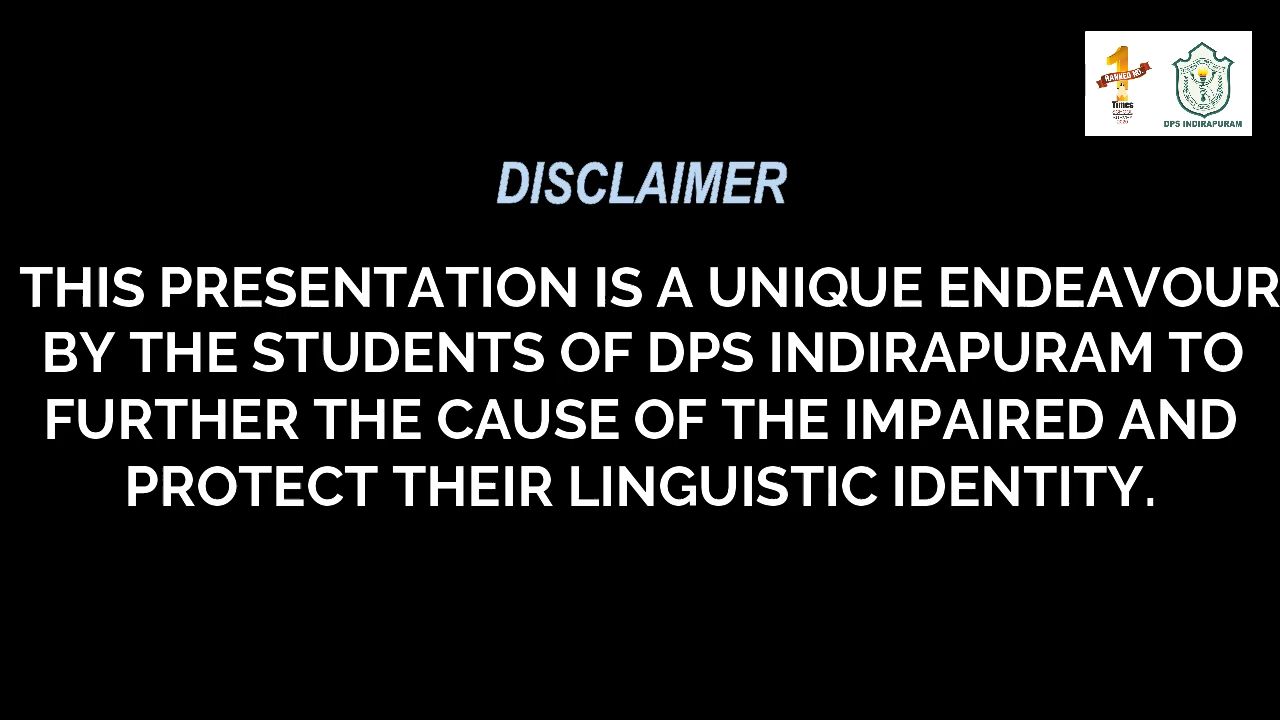 RANKED NO.
1
Times
DPS INDIRAPURAM
DISCLAIMER
THIS PRESENTATION IS A UNIQUE ENDEAVOUR
BY THE STUDENTS OF DPS INDIRAPURAM TO
FURTHER THE CAUSE OF THE IMPAIRED AND
PROTECT THEIR LINGUISTIC IDENTITY.